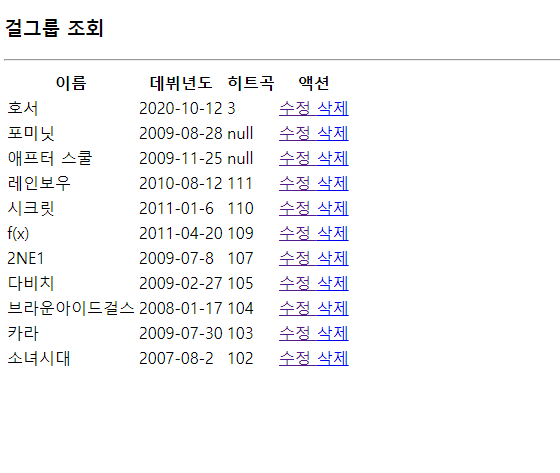 걸그룹 조회
이름 데뷔년도 히트곡 액션
호서 2020-10-12 3 수정 삭제
포미닛 2009-08-28 null 수정 삭제
애프터 스쿨 2009-11-25 null 수정 삭제
레인보우 2010-08-12 111 수정 삭제
시크릿 2011-01-6 110 수정 삭제
f(x) 2011-04-20 109 수정 삭제
2NE1 2009-07-8 107 수정 삭제
다비치 2009-02-27 105 수정 삭제
브라운아이드걸스 2008-01-17 104 수정 삭제
카라 2009-07-30 103 수정 삭제
소녀시대 2007-08-2 102 수정 삭제